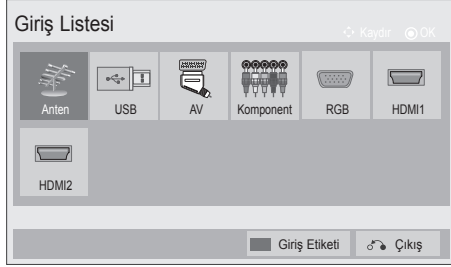 Giriş Listesi
Kaydır OK
Anten USB AV Komponent RGB HDMI1
HDMI2
Giriş Etiketi Çıkış